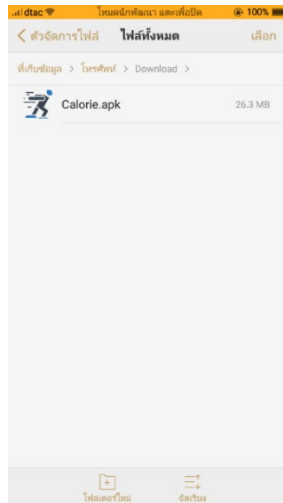 dtac โหมดนักพัฒนา แตะเพื่อปิด 100%
ตัวจัดการไฟล์ ไฟล์ทั้งหมด เลือก
ที่เก็บข้อมูล > โทรศัพท์ > Download >
Calorie.apk 26.3 MB
โฟลเดอร์ใหม่ จัดเรียง